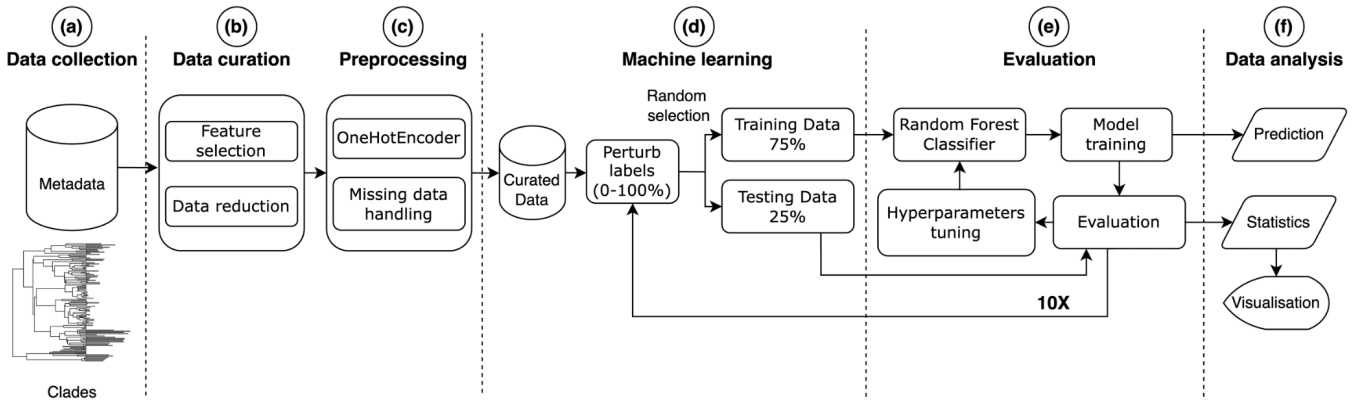 (a)
Data collection
Metadata
Clades
(b)
Data curation
Feature
selection
Data reduction
(c)
Preprocessing
OneHotEncoder
Missing data
handling
(d)
Machine learning
Curated
Data
Perturb
labels
(0-100%)
Random
selection
Training Data
75%
Testing Data
25%
(e)
Evaluation
Random Forest
Classifier
Model
training
Hyperparameters
tuning
Evaluation
10X
(f)
Data analysis
Prediction
Statistics
Visualisation